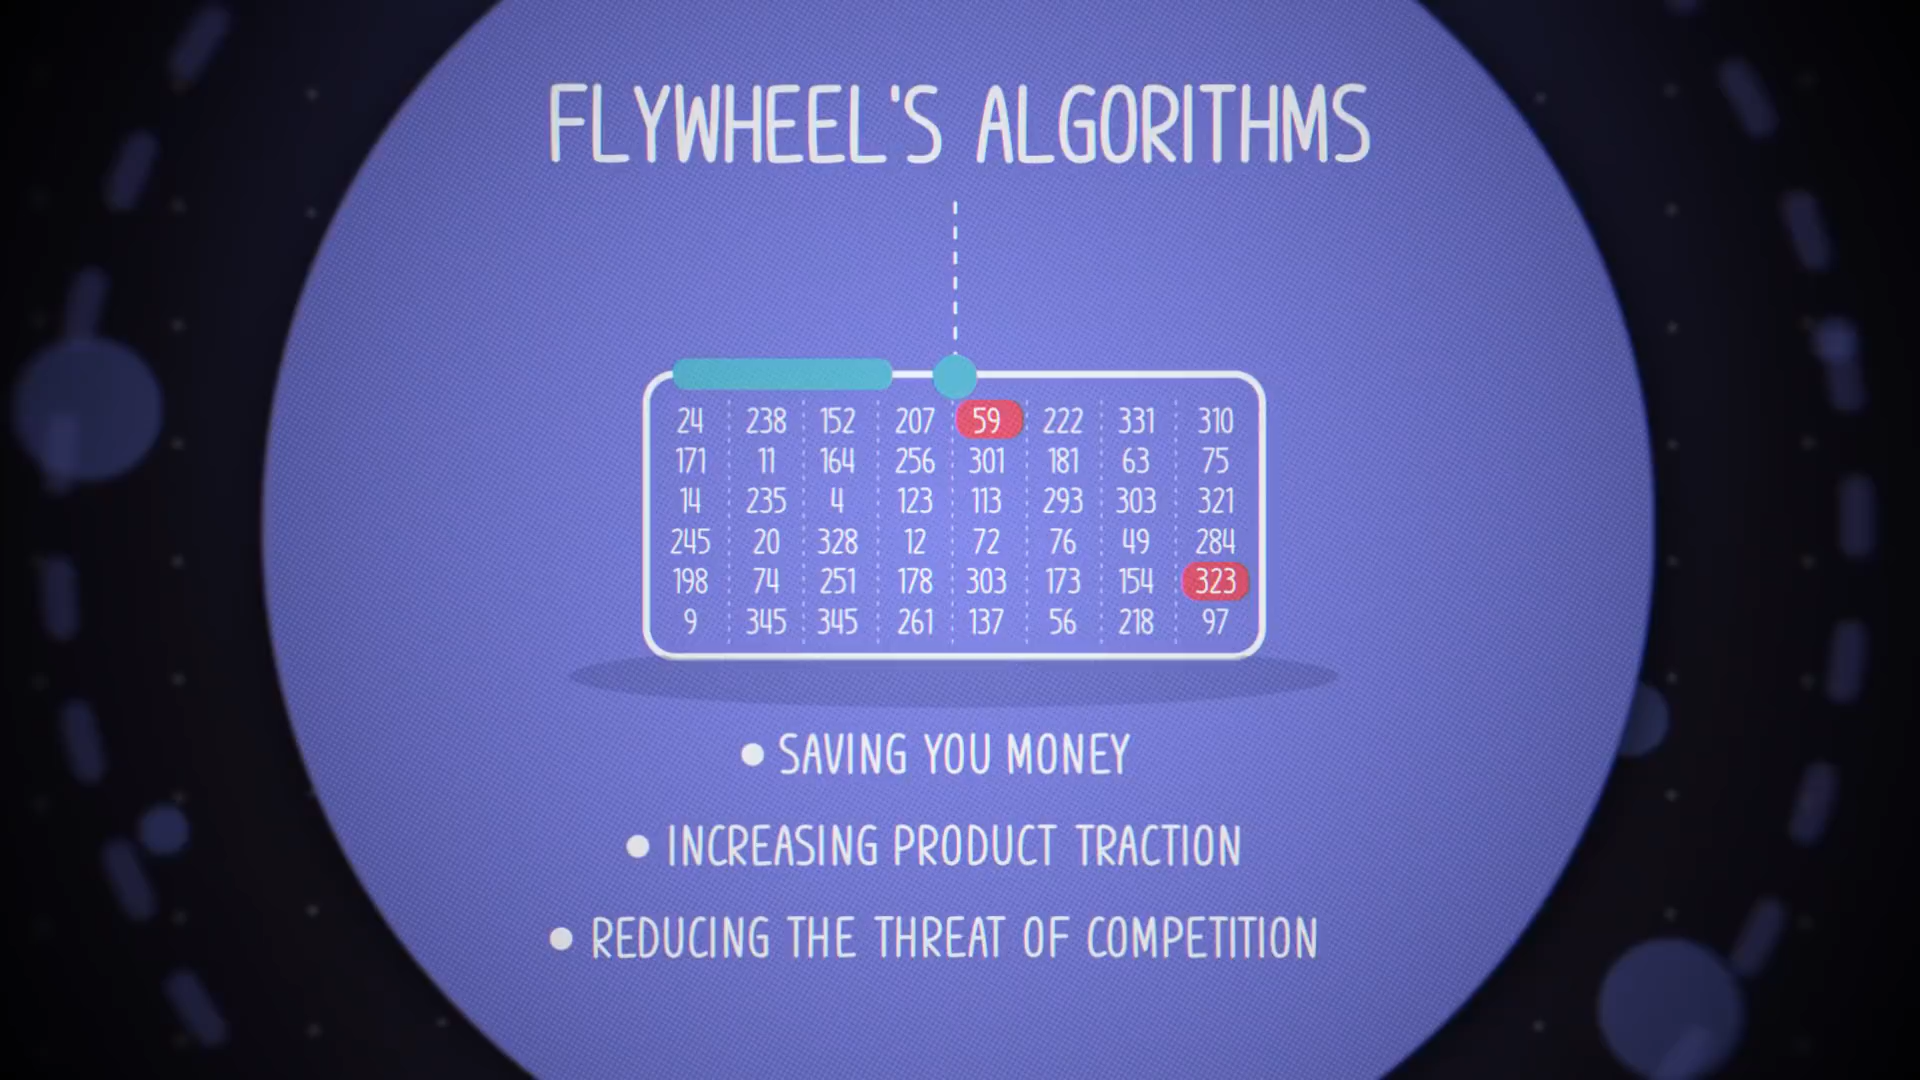 FLYWHEEL'S ALGORITHMS
24 238 152 207 59 222 331 310
171 11 164 256 301 181 63 75
14 235 4 123 113 293 303 321
245 20 328 12 72 76 49 284
198 74 251 178 303 173 154 323
9 345 345 261 137 56 218 97
• SAVING YOU MONEY
• INCREASING PRODUCT TRACTION
• REDUCING THE THREAT OF COMPETITION